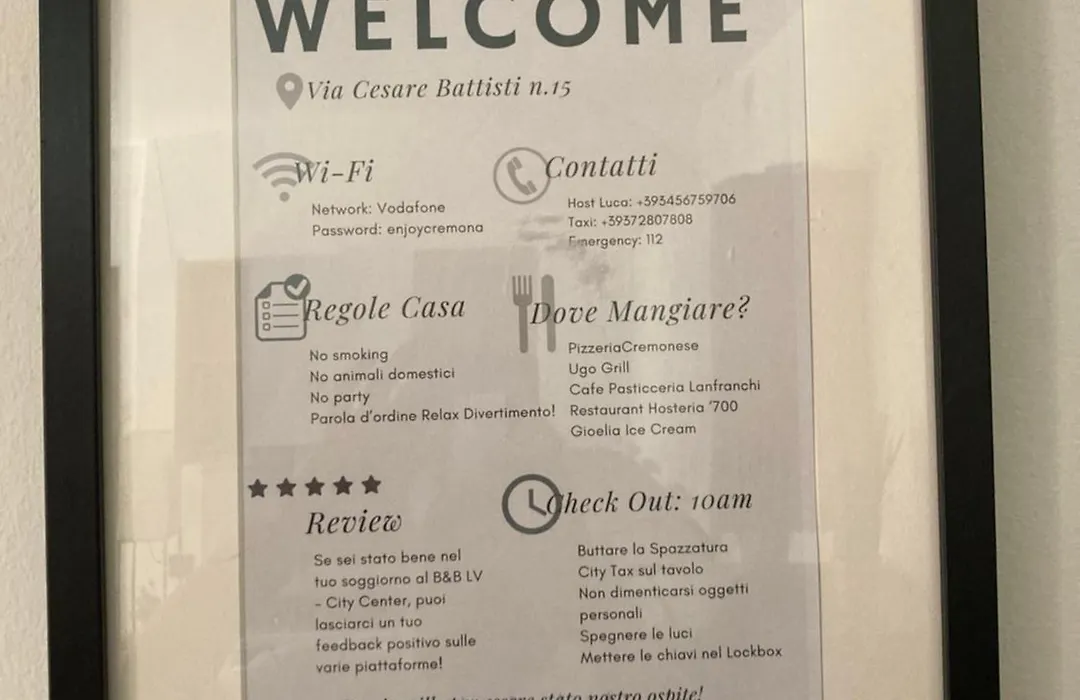 WELCOME
Via Cesare Battisti n.15
Wi-Fi
Network: Vodafone
Password: enjoycremona
Contatti
Host Luca: +393456759706
Taxi: +39372807808
Emergency: 112
Regole Casa
No smoking
No animali domestici
No party
Parola d'ordine Relax Divertimento!
Dove Mangiare?
PizzeriaCremonese
Ugo Grill
Cafe Pasticceria Lanfranchi
Restaurant Hosteria '700
Gioelia Ice Cream
Review
Se sei stato bene nel
tuo soggiorno al B&B LV
- City Center, puoi
lasciarci un tuo
feedback positivo sulle
varie piattaforme!
Check Out: 10am
Buttare la Spazzatura
City Tax sul tavolo
Non dimenticarsi oggetti
personali
Spegnere le luci
Mettere le chiavi nel Lockbox
stato nostro ospite!